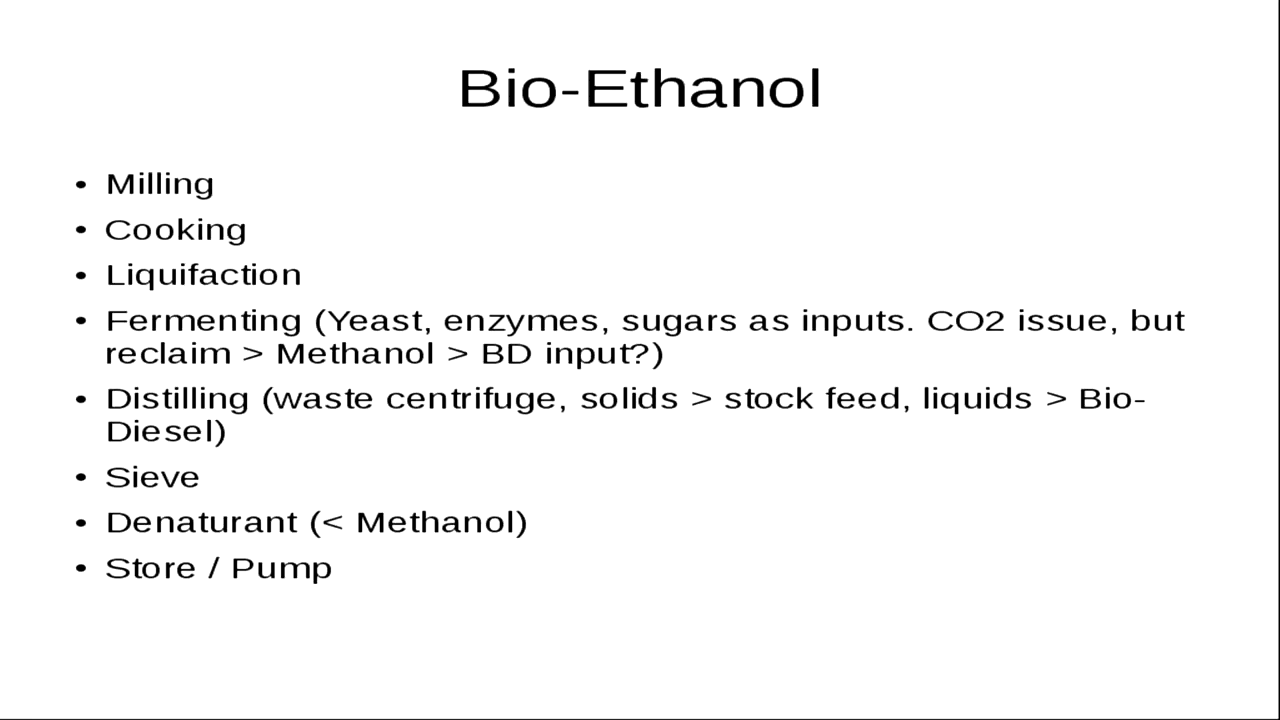 Bio-Ethanol
• Milling
• Cooking
• Liquifaction
• Fermenting (Yeast, enzymes, sugars as inputs. CO2 issue, but
reclaim > Methanol > BD input?)
• Distilling (waste centrifuge, solids > stock feed, liquids > Bio-
Diesel)
• Sieve
• Denaturant (< Methanol)
• Store / Pump